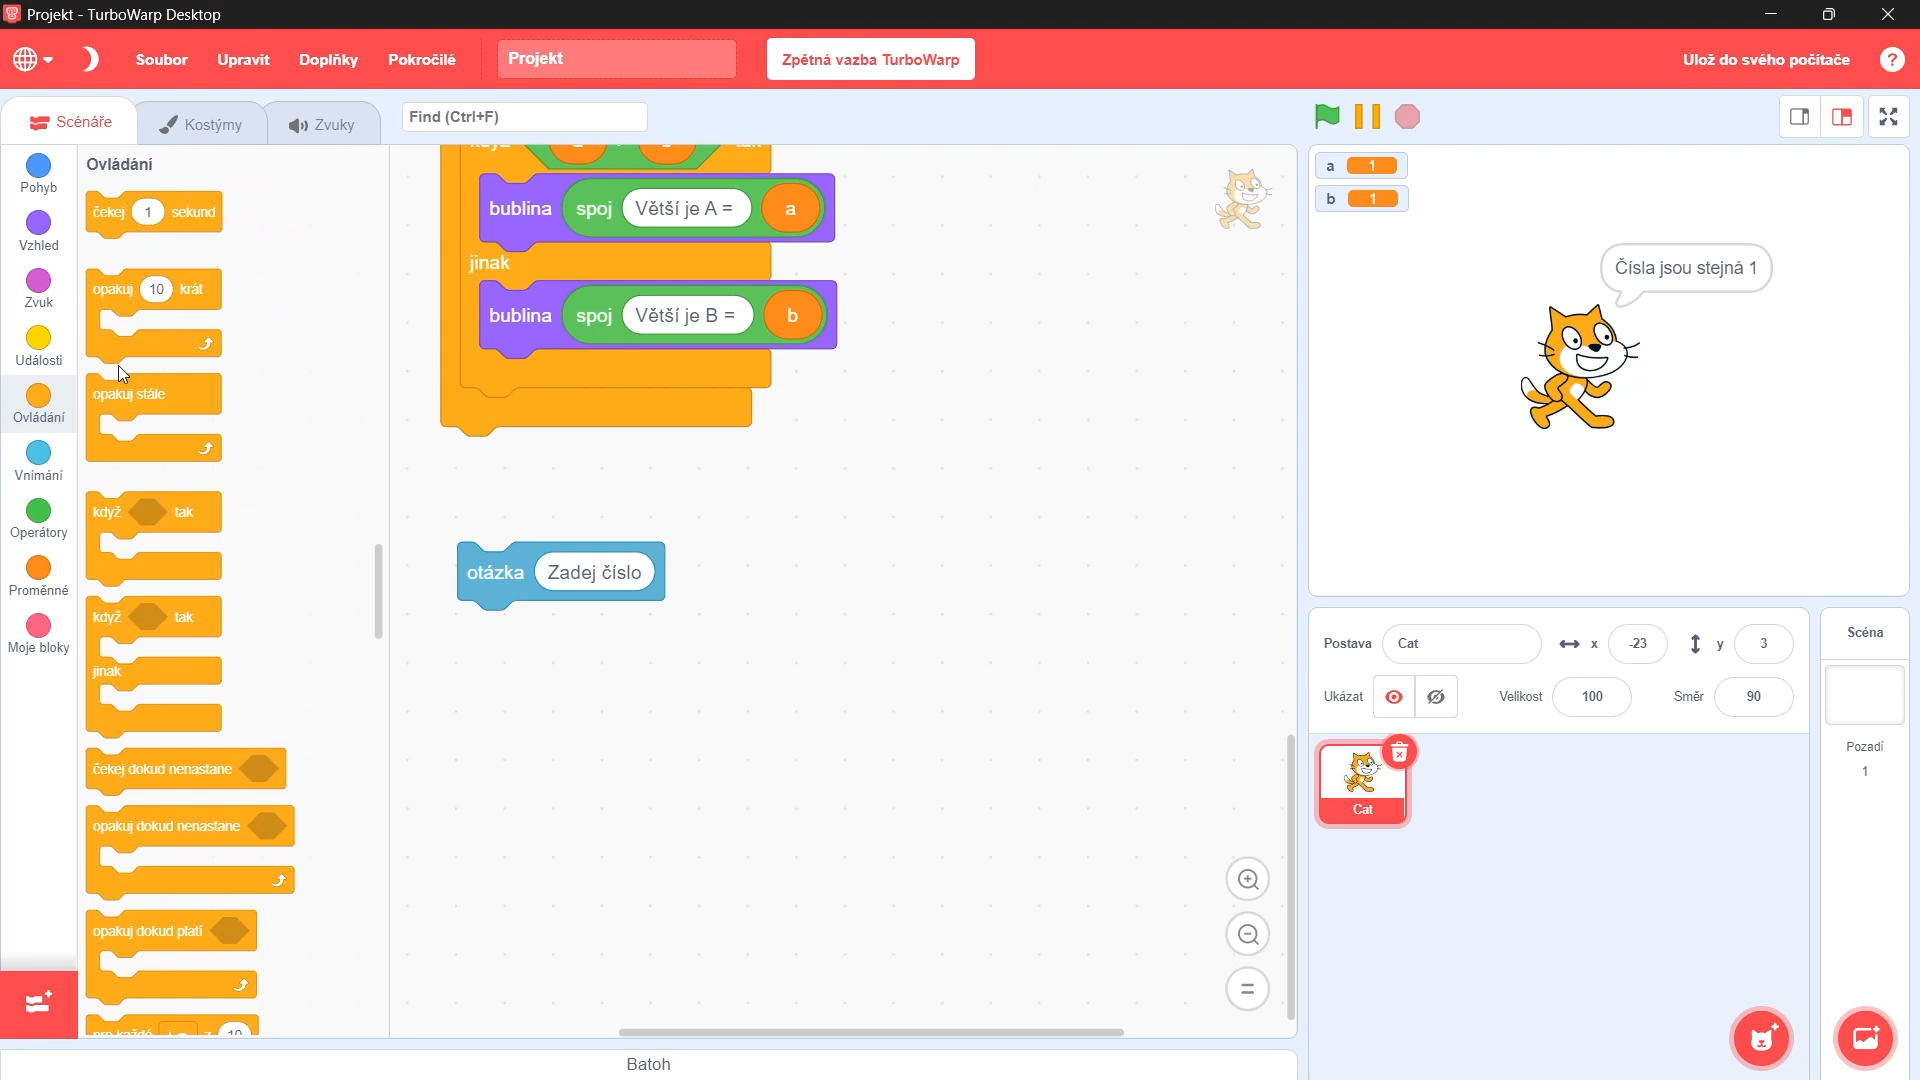 Projekt - TurboWarp Desktop
Soubor Upravit Doplňky Pokročilé Projekt Zpětná vazba TurboWarp Ulož do svého počítače ?
Scénáře Kostýmy Zvuky Find (Ctrl+F)
Pohyb
Vzhled
Zvuk
Události
Ovládání
Vnímání
Operátory
Proměnné
Moje bloky
Ovládání
čekej 1 sekund
opakuj 10 krát
opakuj stále
když tak
když tak
jinak
čekej dokud nenastane
opakuj dokud nenastane
opakuj dokud platí
pro každé i z 10
bublina spoj Větší je A = a
jinak
bublina spoj Větší je B = b
otázka Zadej číslo
Batoh
a 1
b 1
Čísla jsou stejná 1
Postava Cat x -23 y 3
Ukázat Velikost 100 Směr 90
Cat
Scéna
Pozadí
1